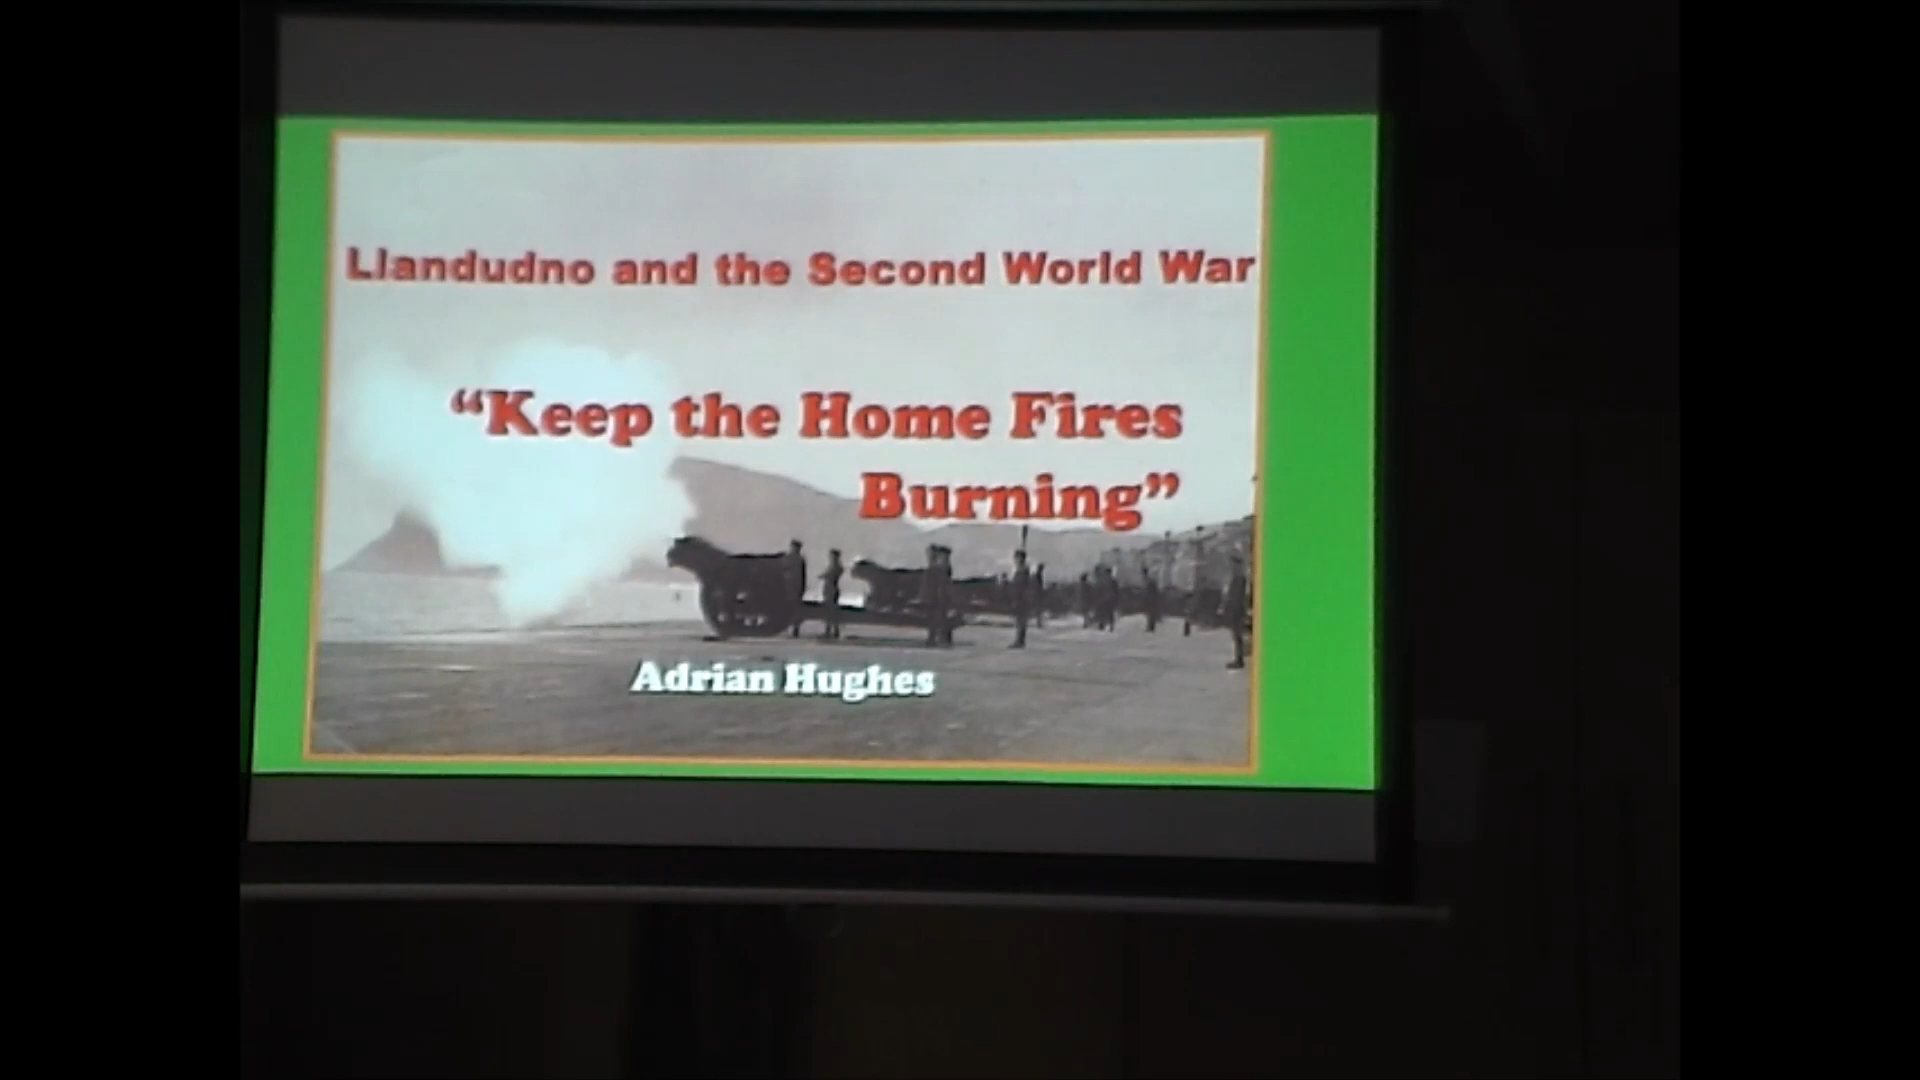 Llandudno and the Second World War
“Keep the Home Fires
Burning”
Adrian Hughes